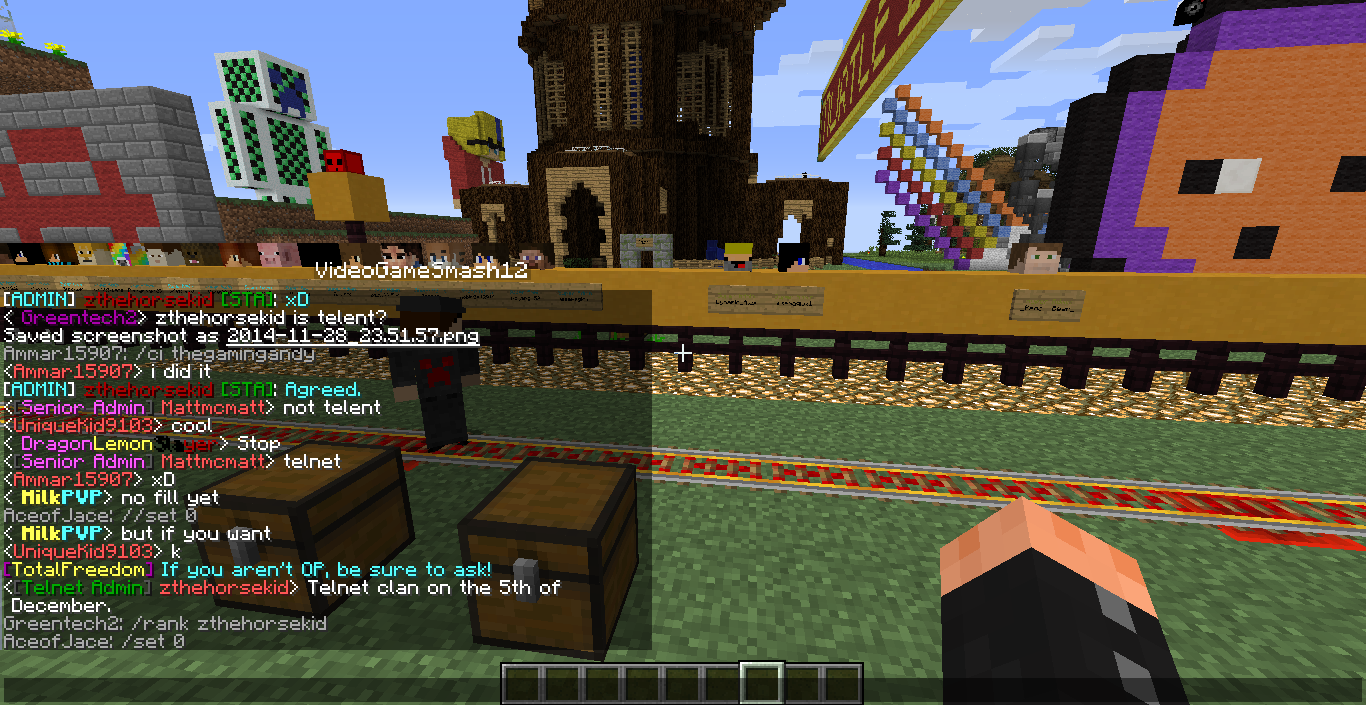 VideoGameSmash12
[ADMIN] zthehorsekid [STA]: xD
< Greentech2> zthehorsekid is telent?
Saved screenshot as 2014-11-28_23.51.57.png
Ammar15907: /ci thegamingandy
<Ammar15907> i did it
[ADMIN] zthehorsekid [STA]: Agreed.
<[Senior Admin] Mattmcmatt> not telent
<UniqueKid9103> cool
< DragonLemonSlayer> Stop
<[Senior Admin] Mattmcmatt> telnet
<Ammar15907> xD
< MilkPVP> no fill yet
AceofJace: //set 0
< MilkPVP> but if you want
<UniqueKid9103> k
[TotalFreedom] If you aren't OP, be sure to ask!
<[Telnet Admin] zthehorsekid> Telnet clan on the 5th of
December.
Greentech2: /rank zthehorsekid
AceofJace: /set 0